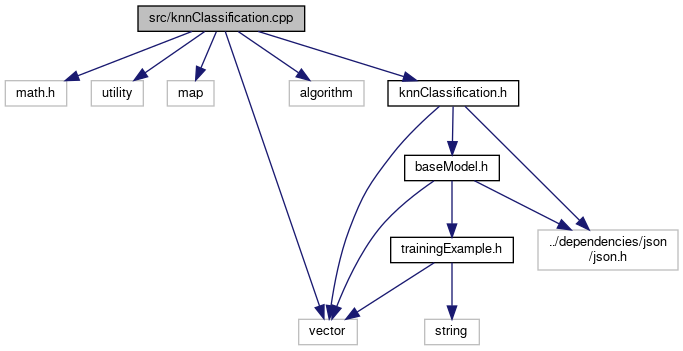 src/knnClassification.cpp
math.h
utility
map
algorithm
knnClassification.h
baseModel.h
trainingExample.h
../dependencies/json
/json.h
vector
string